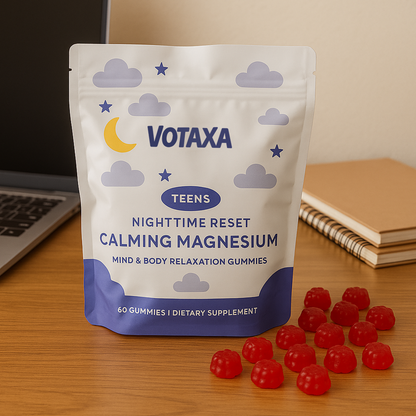 VOTAXA
TEENS
NIGHTTIME RESET
CALMING MAGNESIUM
MIND & BODY RELAXATION GUMMIES
60 GUMMIES | DIETARY SUPPLEMENT